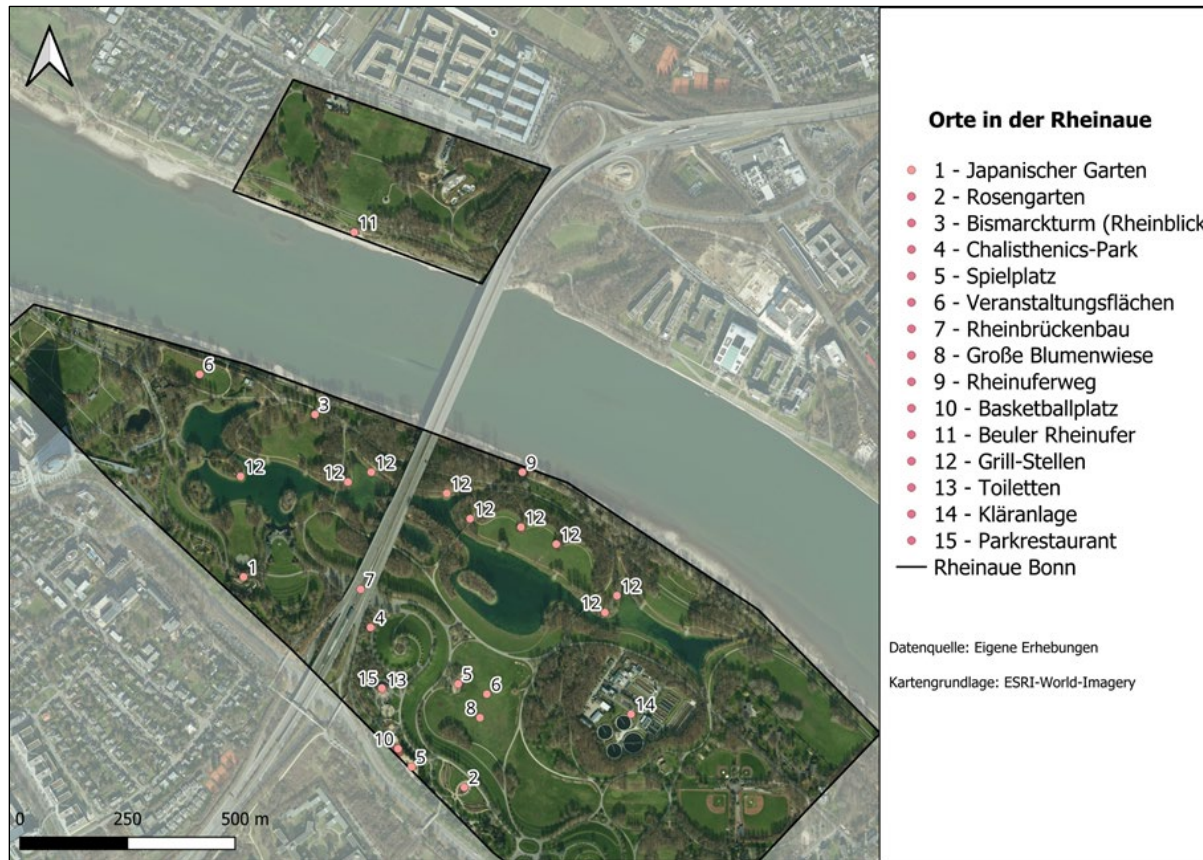 Orte in der Rheinaue
1 - Japanischer Garten
2 - Rosengarten
3 - Bismarckturm (Rheinblick
4 - Chalisthenics-Park
5 - Spielplatz
6 - Veranstaltungsflächen
7 - Rheinbrückenbau
8 - Große Blumenwiese
9 - Rheinuferweg
10 - Basketballplatz
11 - Beuler Rheinufer
12 - Grill-Stellen
13 - Toiletten
14 - Kläranlage
15 - Parkrestaurant
Rheinaue Bonn
Datenquelle: Eigene Erhebungen
Kartengrundlage: ESRI-World-Imagery
11
6
3
12
12
12
12
9
12
12
12
1
7
12
12
4
15
13
5
6
8
14
10
5
2
0 250 500 m